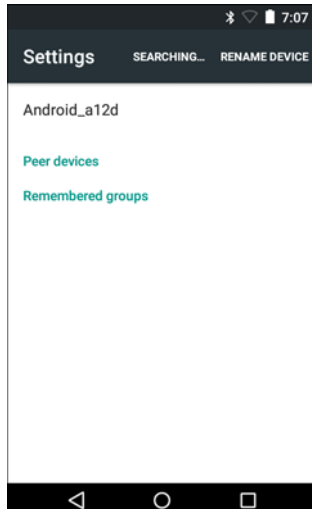 7:07
Settings SEARCHING... RENAME DEVICE
Android_a12d
Peer devices
Remembered groups